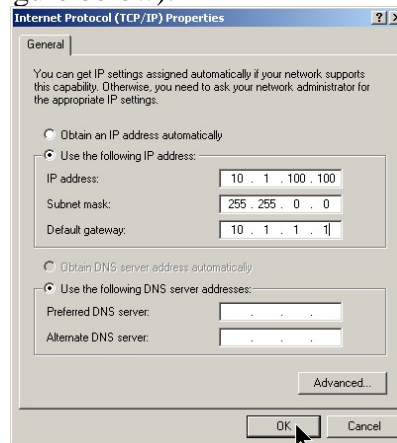 Internet Protocol (TCP/IP) Properties
General
You can get IP settings assigned automatically if your network supports
this capability. Otherwise, you need to ask your network administrator for
the appropriate IP settings.
Obtain an IP address automatically
Use the following IP address:
IP address: 10 . 1 . 100 . 100
Subnet mask: 255 . 255 . 0 . 0
Default gateway: 10 . 1 . 1 . 1
Obtain DNS server address automatically
Use the following DNS server addresses:
Preferred DNS server: . . .
Alternate DNS server: . . .
Advanced...
OK Cancel